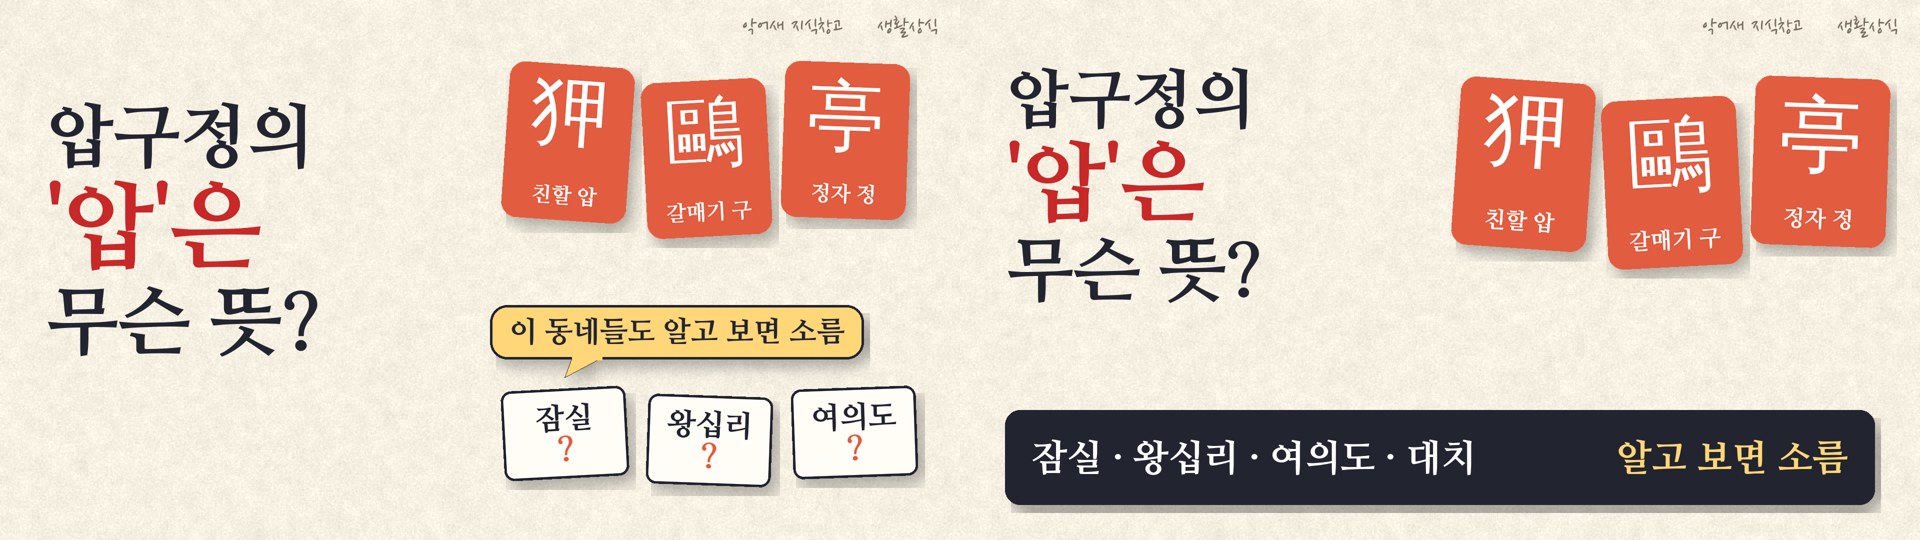 악어새 지식창고 생활상식
압구정의
'압'은
무슨 뜻?
狎
친할 압
鷗
갈매기 구
亭
정자 정
이 동네들도 알고 보면 소름
잠실
?
왕십리
?
여의도
?
악어새 지식창고 생활상식
압구정의
'압'은
무슨 뜻?
狎
친할 압
鷗
갈매기 구
亭
정자 정
잠실 · 왕십리 · 여의도 · 대치 알고 보면 소름